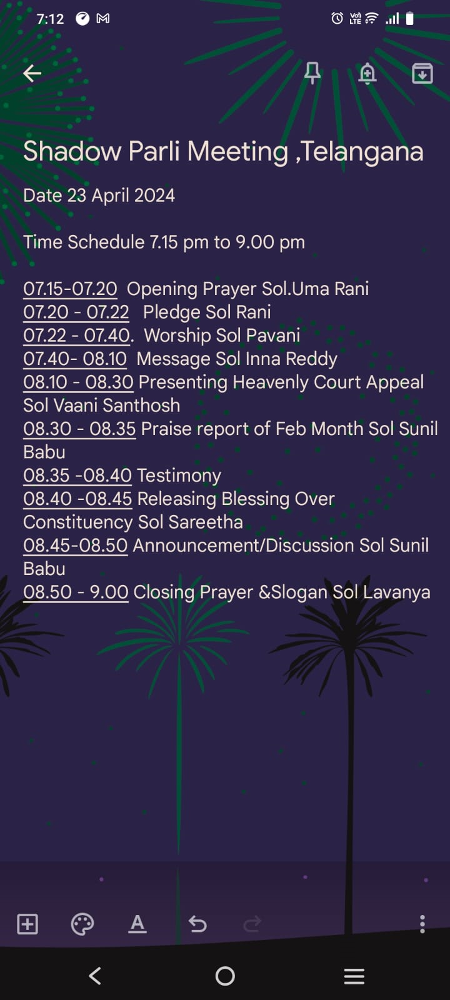 7:12
Vo) LTE
Shadow Parli Meeting ,Telangana
Date 23 April 2024
Time Schedule 7.15 pm to 9.00 pm
07.15-07.20 Opening Prayer Sol.Uma Rani
07.20 - 07.22 Pledge Sol Rani
07.22 - 07.40. Worship Sol Pavani
07.40- 08.10 Message Sol Inna Reddy
08.10 - 08.30 Presenting Heavenly Court Appeal
Sol Vaani Santhosh
08.30 - 08.35 Praise report of Feb Month Sol Sunil
Babu
08.35 -08.40 Testimony
08.40 -08.45 Releasing Blessing Over
Constituency Sol Sareetha
08.45-08.50 Announcement/Discussion Sol Sunil
Babu
08.50 - 9.00 Closing Prayer &Slogan Sol Lavanya
A